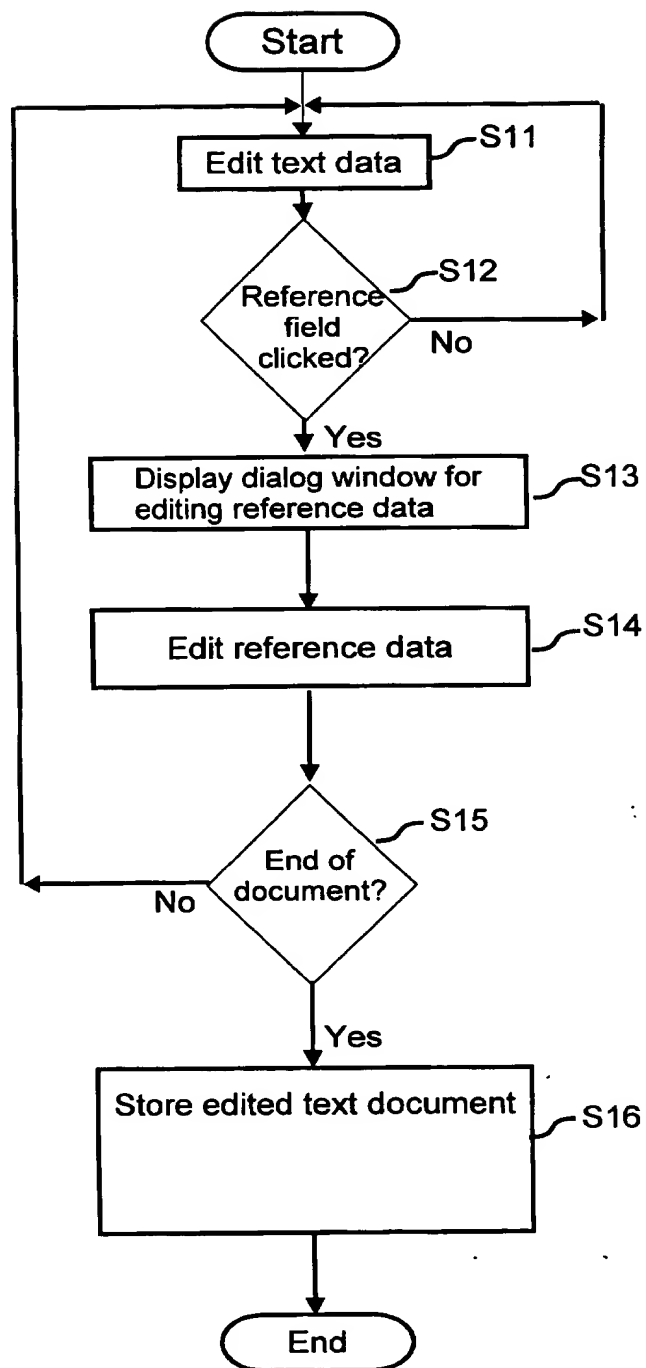 Start
Edit text data
S11
Reference
field
clicked?
S12
No
Yes
Display dialog window for
editing reference data
S13
Edit reference data
S14
End of
document?
S15
No
Yes
Store edited text document
S16
End